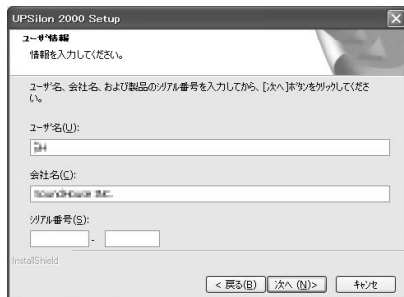 UPSilon 2000 Setup
ユーザ情報
情報を入力してください。
ユーザ名、会社名、および製品のシリアル番号を入力してから、[次へ]ボタンをクリックしてくださ
い。
ユーザ名(U):
会社名(C):
シリアル番号(S):
-
InstallShield
< 戻る(B) 次へ (N)> キャンセ